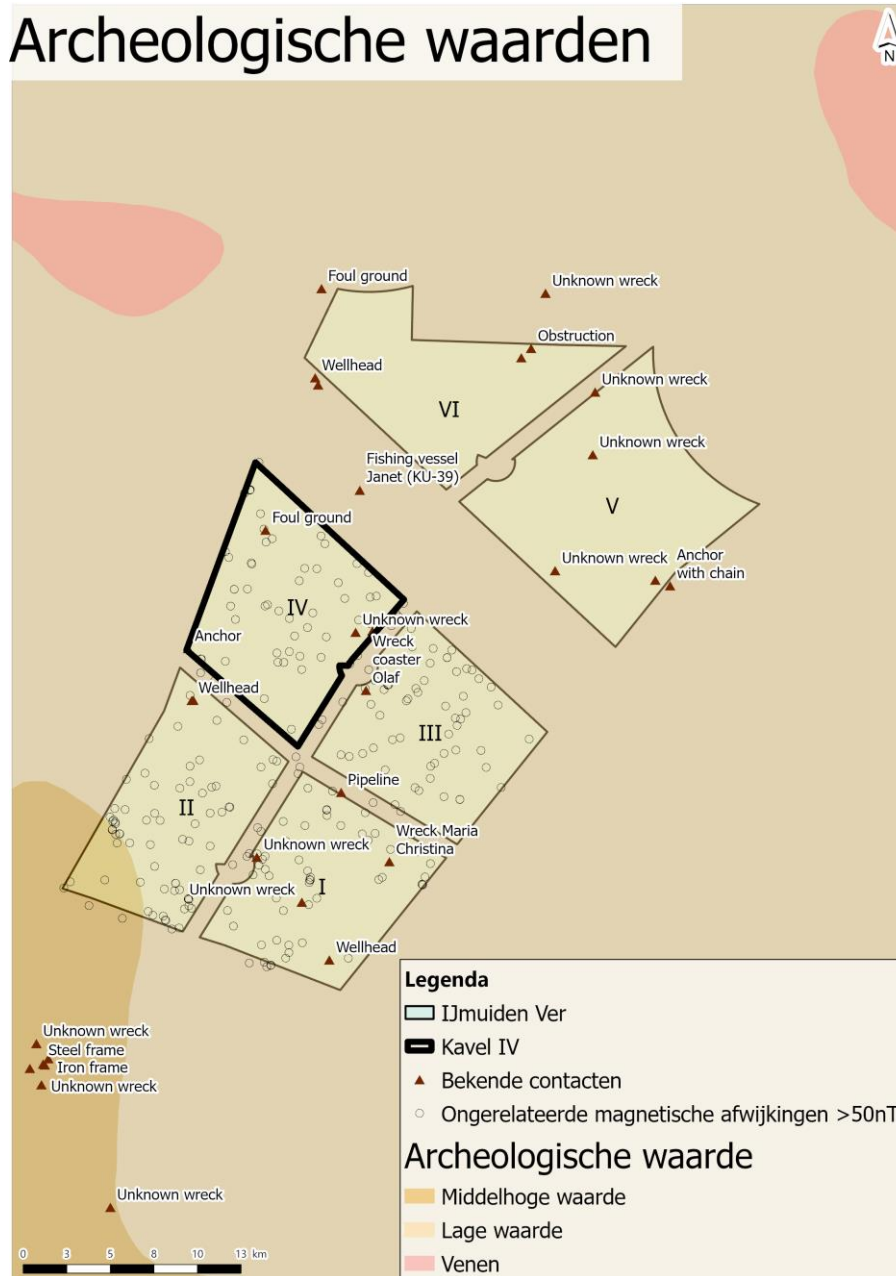 Archeologische waarden
N
Foul ground
Unknown wreck
Obstruction
Wellhead
Unknown wreck
VI
Unknown wreck
Fishing vessel
Janet (KU-39)
V
Foul ground
Unknown wreck
Anchor
with chain
IV
Unknown wreck
Anchor
Wreck
coaster
Olaf
Wellhead
III
Pipeline
II
Wreck Maria
Christina
Unknown wreck
Unknown wreck
I
Wellhead
Legenda
IJmuiden Ver
Kavel IV
Bekende contacten
Ongerelateerde magnetische afwijkingen >50nT
Archeologische waarde
Middelhoge waarde
Lage waarde
Venen
Unknown wreck
Steel frame
Iron frame
Unknown wreck
Unknown wreck
0 3 5 8 10 13 km